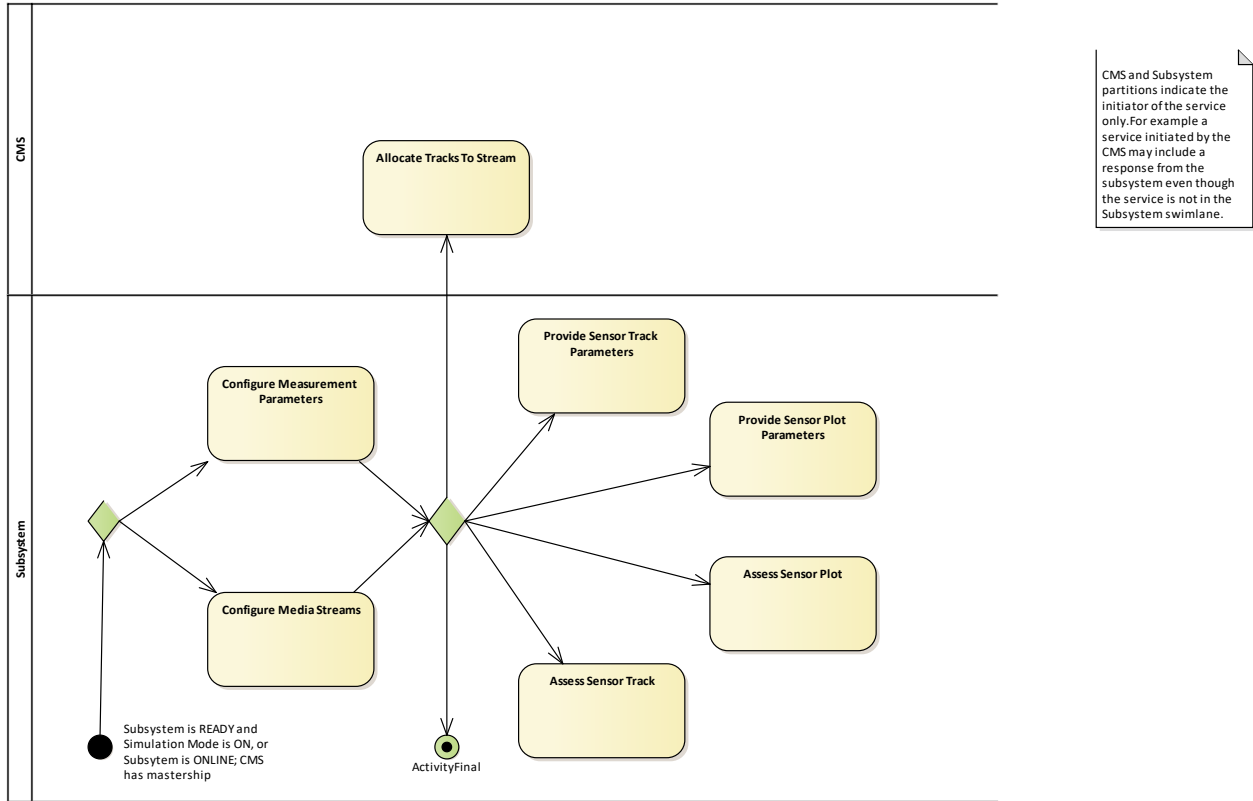 CMS
Allocate Tracks To Stream
CMS and Subsystem
partitions indicate the
initiator of the service
only.For example a
service initiated by the
CMS may include a
response from the
subsystem even though
the service is not in the
Subsystem swimlane.
Subsystem
Configure Measurement
Parameters
Provide Sensor Track
Parameters
Provide Sensor Plot
Parameters
Assess Sensor Plot
Configure Media Streams
Assess Sensor Track
Subsystem is READY and
Simulation Mode is ON, or
Subsytem is ONLINE; CMS
has mastership
ActivityFinal